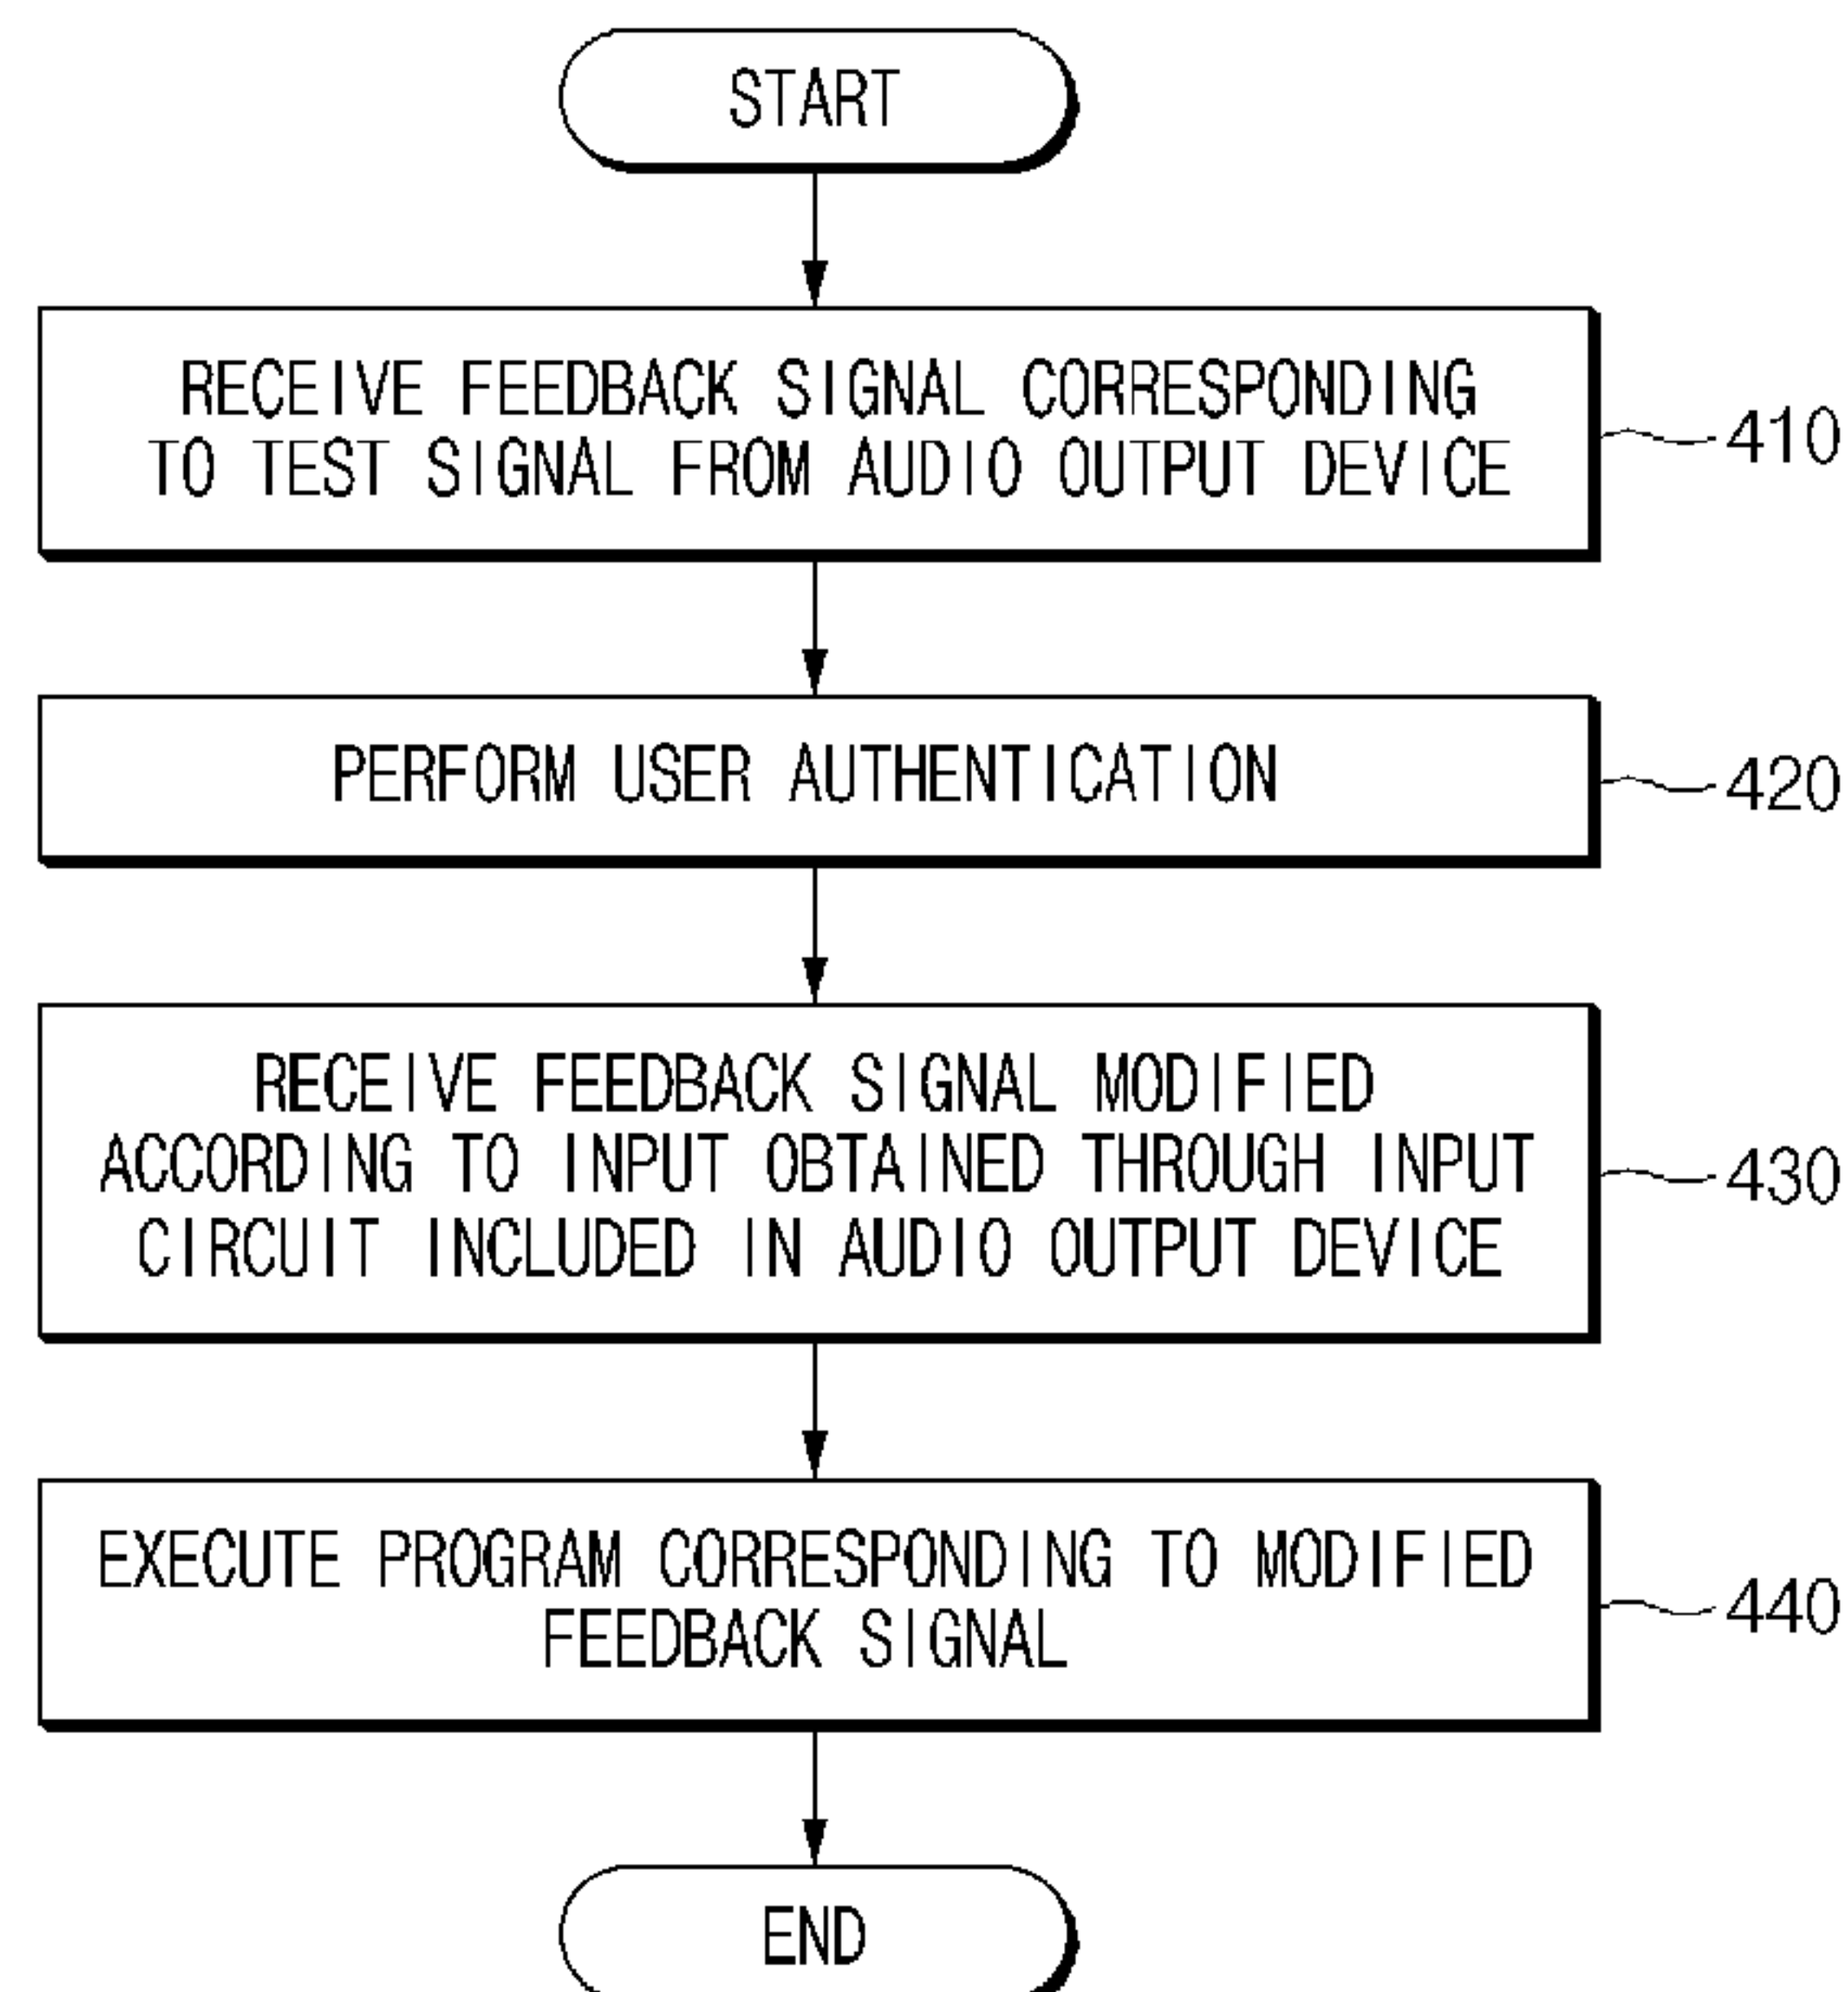 START
RECEIVE FEEDBACK SIGNAL CORRESPONDING
TO TEST SIGNAL FROM AUDIO OUTPUT DEVICE
410
PERFORM USER AUTHENTICATION
420
RECEIVE FEEDBACK SIGNAL MODIFIED
ACCORDING TO INPUT OBTAINED THROUGH INPUT
CIRCUIT INCLUDED IN AUDIO OUTPUT DEVICE
430
EXECUTE PROGRAM CORRESPONDING TO MODIFIED
FEEDBACK SIGNAL
440
END